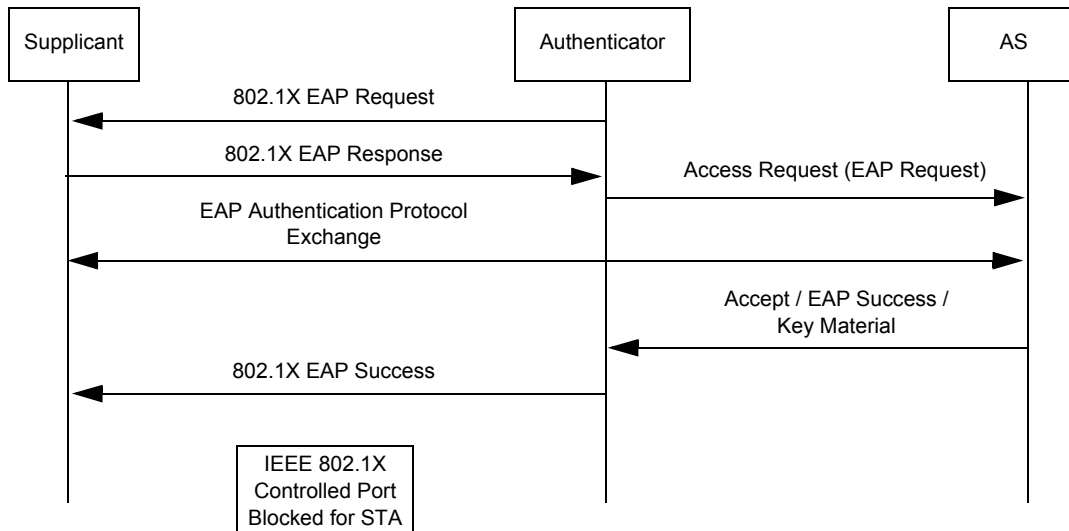 Supplicant
Authenticator
AS
802.1X EAP Request
802.1X EAP Response
Access Request (EAP Request)
EAP Authentication Protocol
Exchange
Accept / EAP Success /
Key Material
802.1X EAP Success
IEEE 802.1X
Controlled Port
Blocked for STA